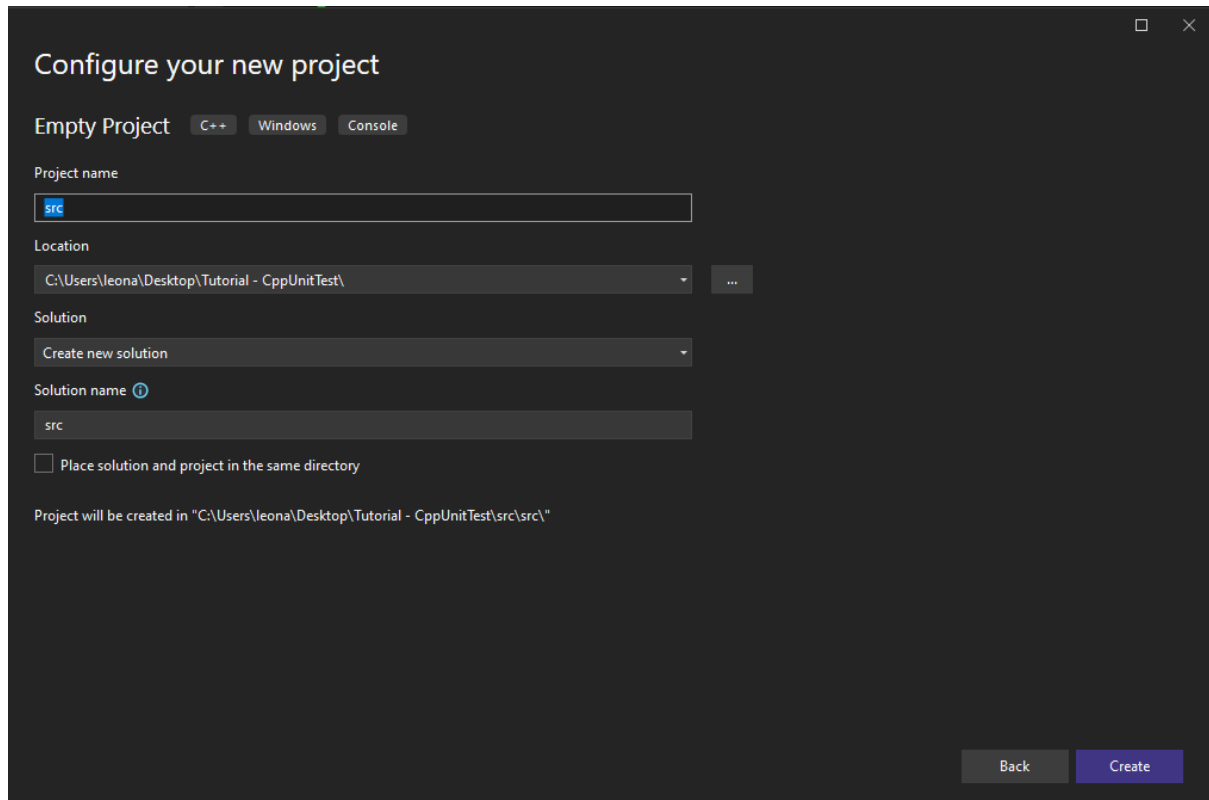 Configure your new project
Empty Project C++ Windows Console
Project name
src
Location
C:\Users\leona\Desktop\Tutorial - CppUnitTest\
...
Solution
Create new solution
Solution name
src
Place solution and project in the same directory
Project will be created in "C:\Users\leona\Desktop\Tutorial - CppUnitTest\src\src\"
Back Create